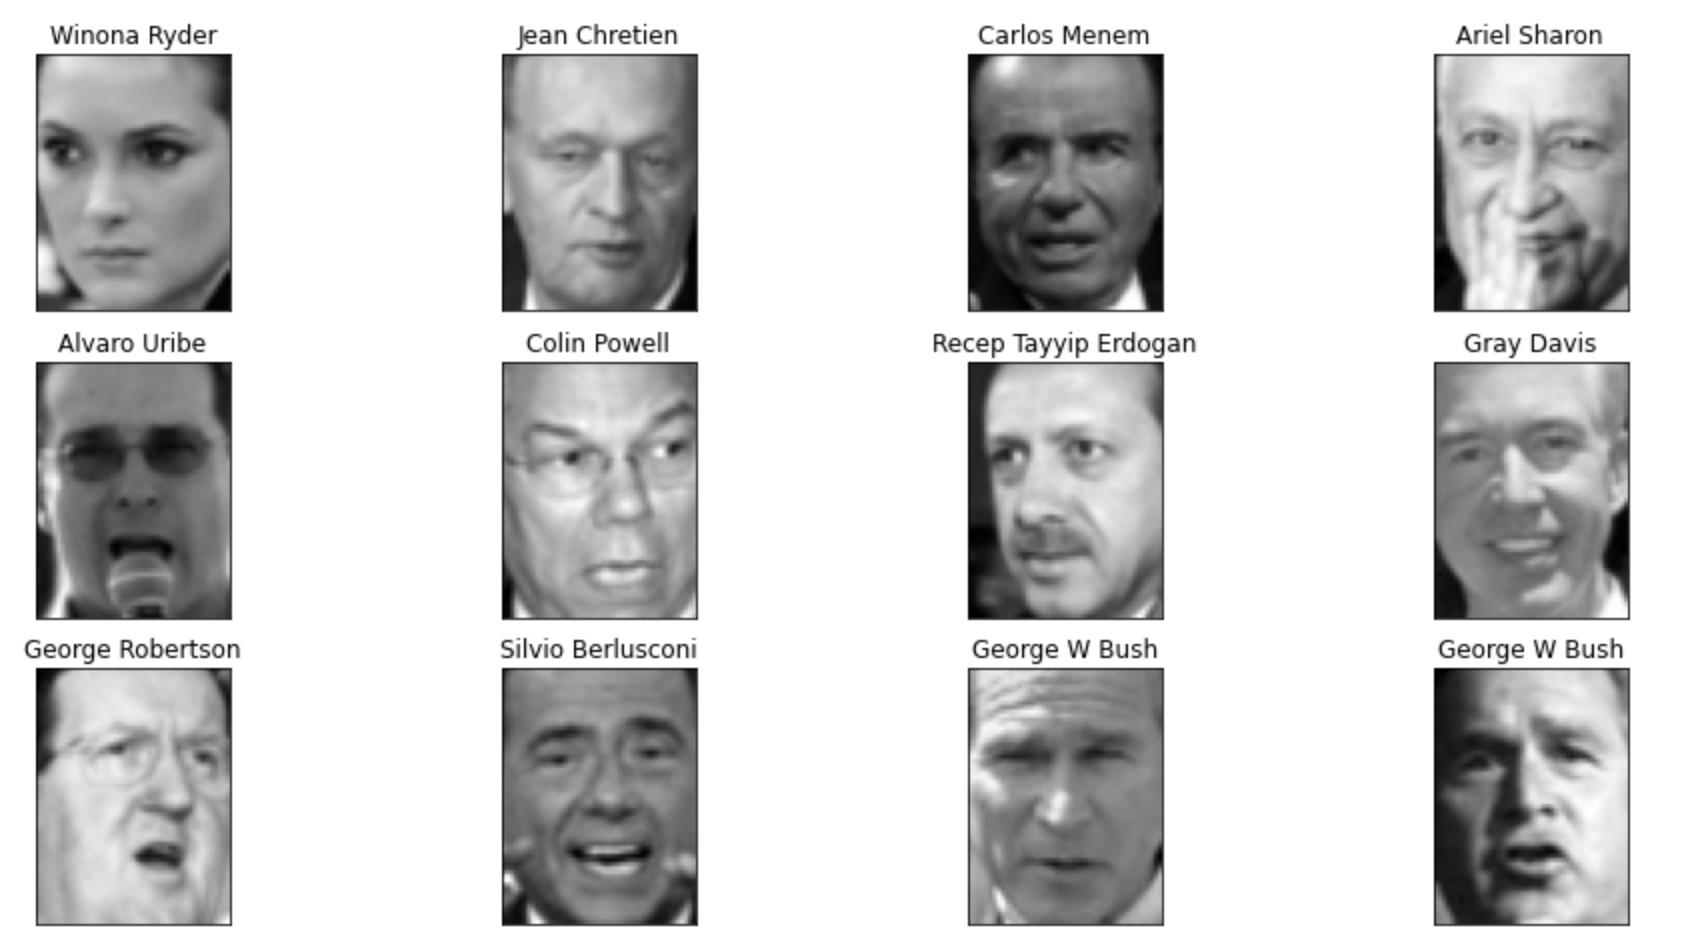 Winona Ryder
Jean Chretien
Carlos Menem
Ariel Sharon
Alvaro Uribe
Colin Powell
Recep Tayyip Erdogan
Gray Davis
George Robertson
Silvio Berlusconi
George W Bush
George W Bush